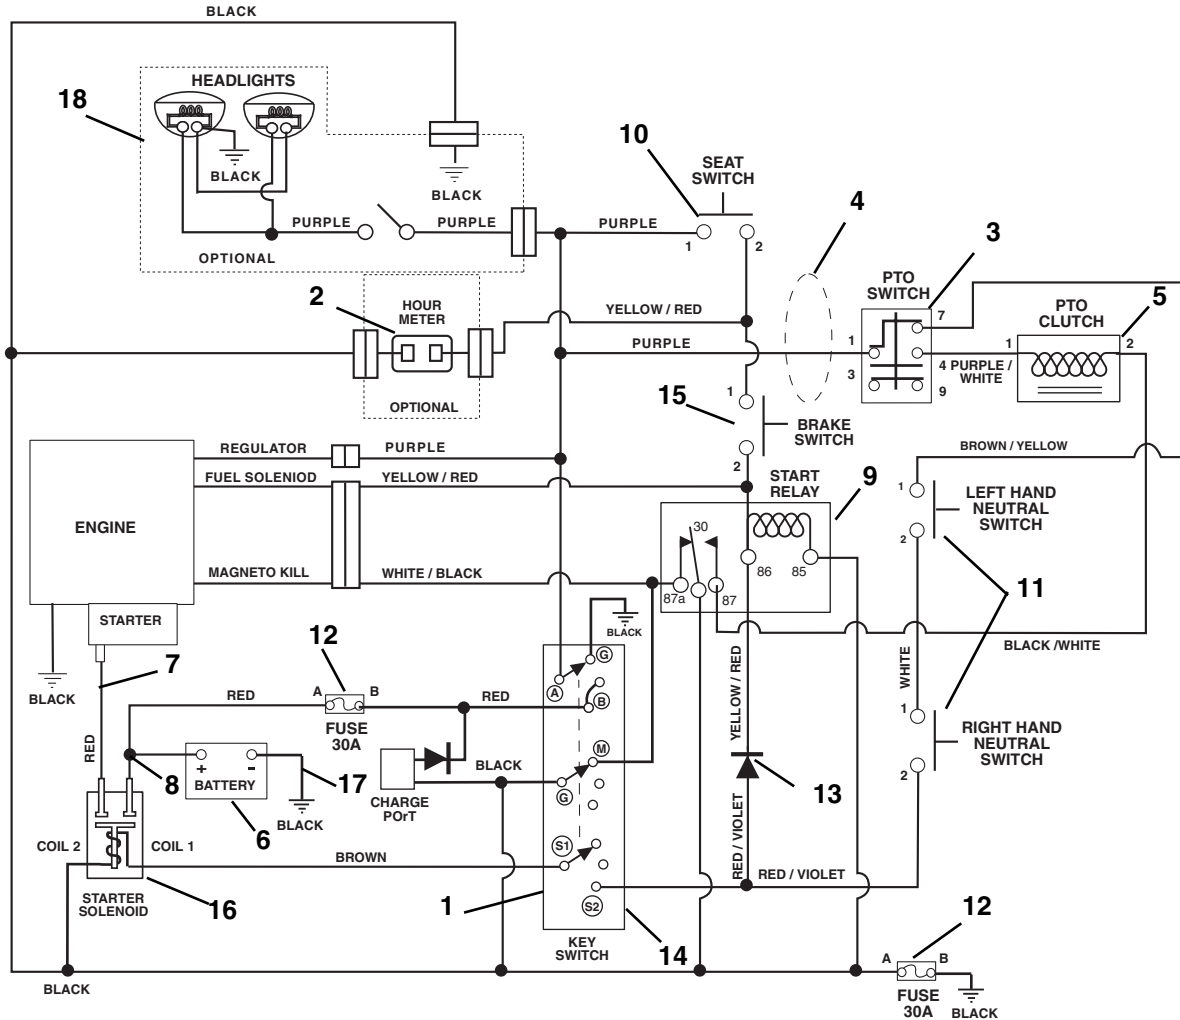 BLACK
HEADLIGHTS
18
BLACK
BLACK
10
SEAT
SWITCH
PURPLE
PURPLE
PURPLE
1
2
OPTIONAL
4
3
PTO
SWITCH
7
1
3
4
9
5
PTO
CLUTCH
1
2
PURPLE /
WHITE
2
HOUR
METER
YELLOW / RED
PURPLE
OPTIONAL
15
1
2
BRAKE
SWITCH
REGULATOR
PURPLE
FUEL SOLENIOD
YELLOW / RED
START
RELAY
9
BROWN / YELLOW
1
2
LEFT HAND
NEUTRAL
SWITCH
ENGINE
30
86
85
87a
87
MAGNETO KILL
WHITE / BLACK
11
STARTER
12
BLACK
BLACK /WHITE
7
BLACK
RED
A
B
RED
FUSE
30A
G
A
B
M
G
S1
S2
YELLOW / RED
WHITE
1
2
RIGHT HAND
NEUTRAL
SWITCH
RED
8
+
-
BATTERY
17
6
BLACK
CHARGE
POrT
BLACK
13
RED / VIOLET
RED / VIOLET
COIL 2
COIL 1
BROWN
STARTER
SOLENOID
16
1
14
KEY
SWITCH
12
A
B
FUSE
30A
BLACK
BLACK